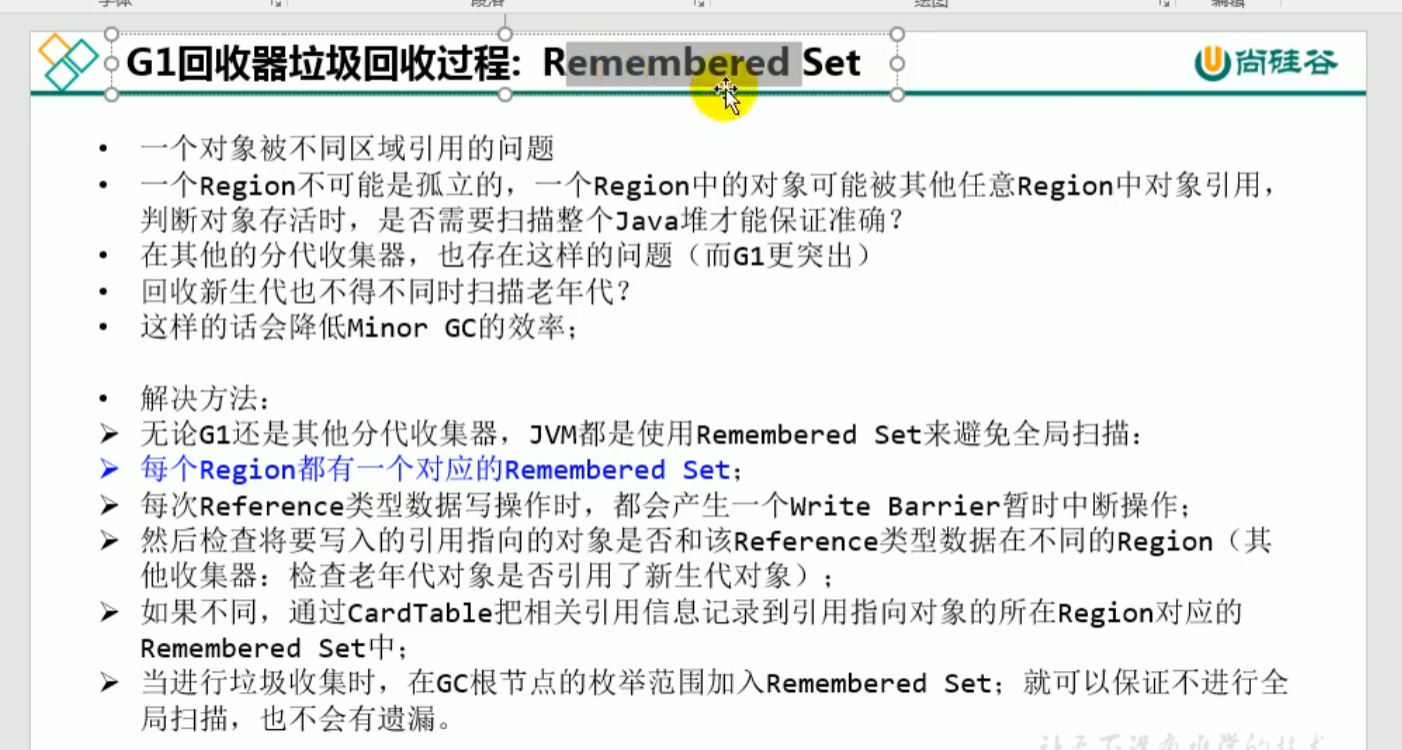 字体 段落 绘图 编辑
G1回收器垃圾回收过程: Remembered Set
尚硅谷
• 一个对象被不同区域引用的问题
• 一个Region不可能是孤立的，一个Region中的对象可能被其他任意Region中对象引用，
判断对象存活时，是否需要扫描整个Java堆才能保证准确？
• 在其他的分代收集器，也存在这样的问题（而G1更突出）
• 回收新生代也不得不同时扫描老年代？
• 这样的话会降低Minor GC的效率；
• 解决方法：
➢ 无论G1还是其他分代收集器，JVM都是使用Remembered Set来避免全局扫描：
➢ 每个Region都有一个对应的Remembered Set；
➢ 每次Reference类型数据写操作时，都会产生一个Write Barrier暂时中断操作；
➢ 然后检查将要写入的引用指向的对象是否和该Reference类型数据在不同的Region（其
他收集器：检查老年代对象是否引用了新生代对象）；
➢ 如果不同，通过CardTable把相关引用信息记录到引用指向对象的所在Region对应的
Remembered Set中；
➢ 当进行垃圾收集时，在GC根节点的枚举范围加入Remembered Set；就可以保证不进行全
局扫描，也不会有遗漏。